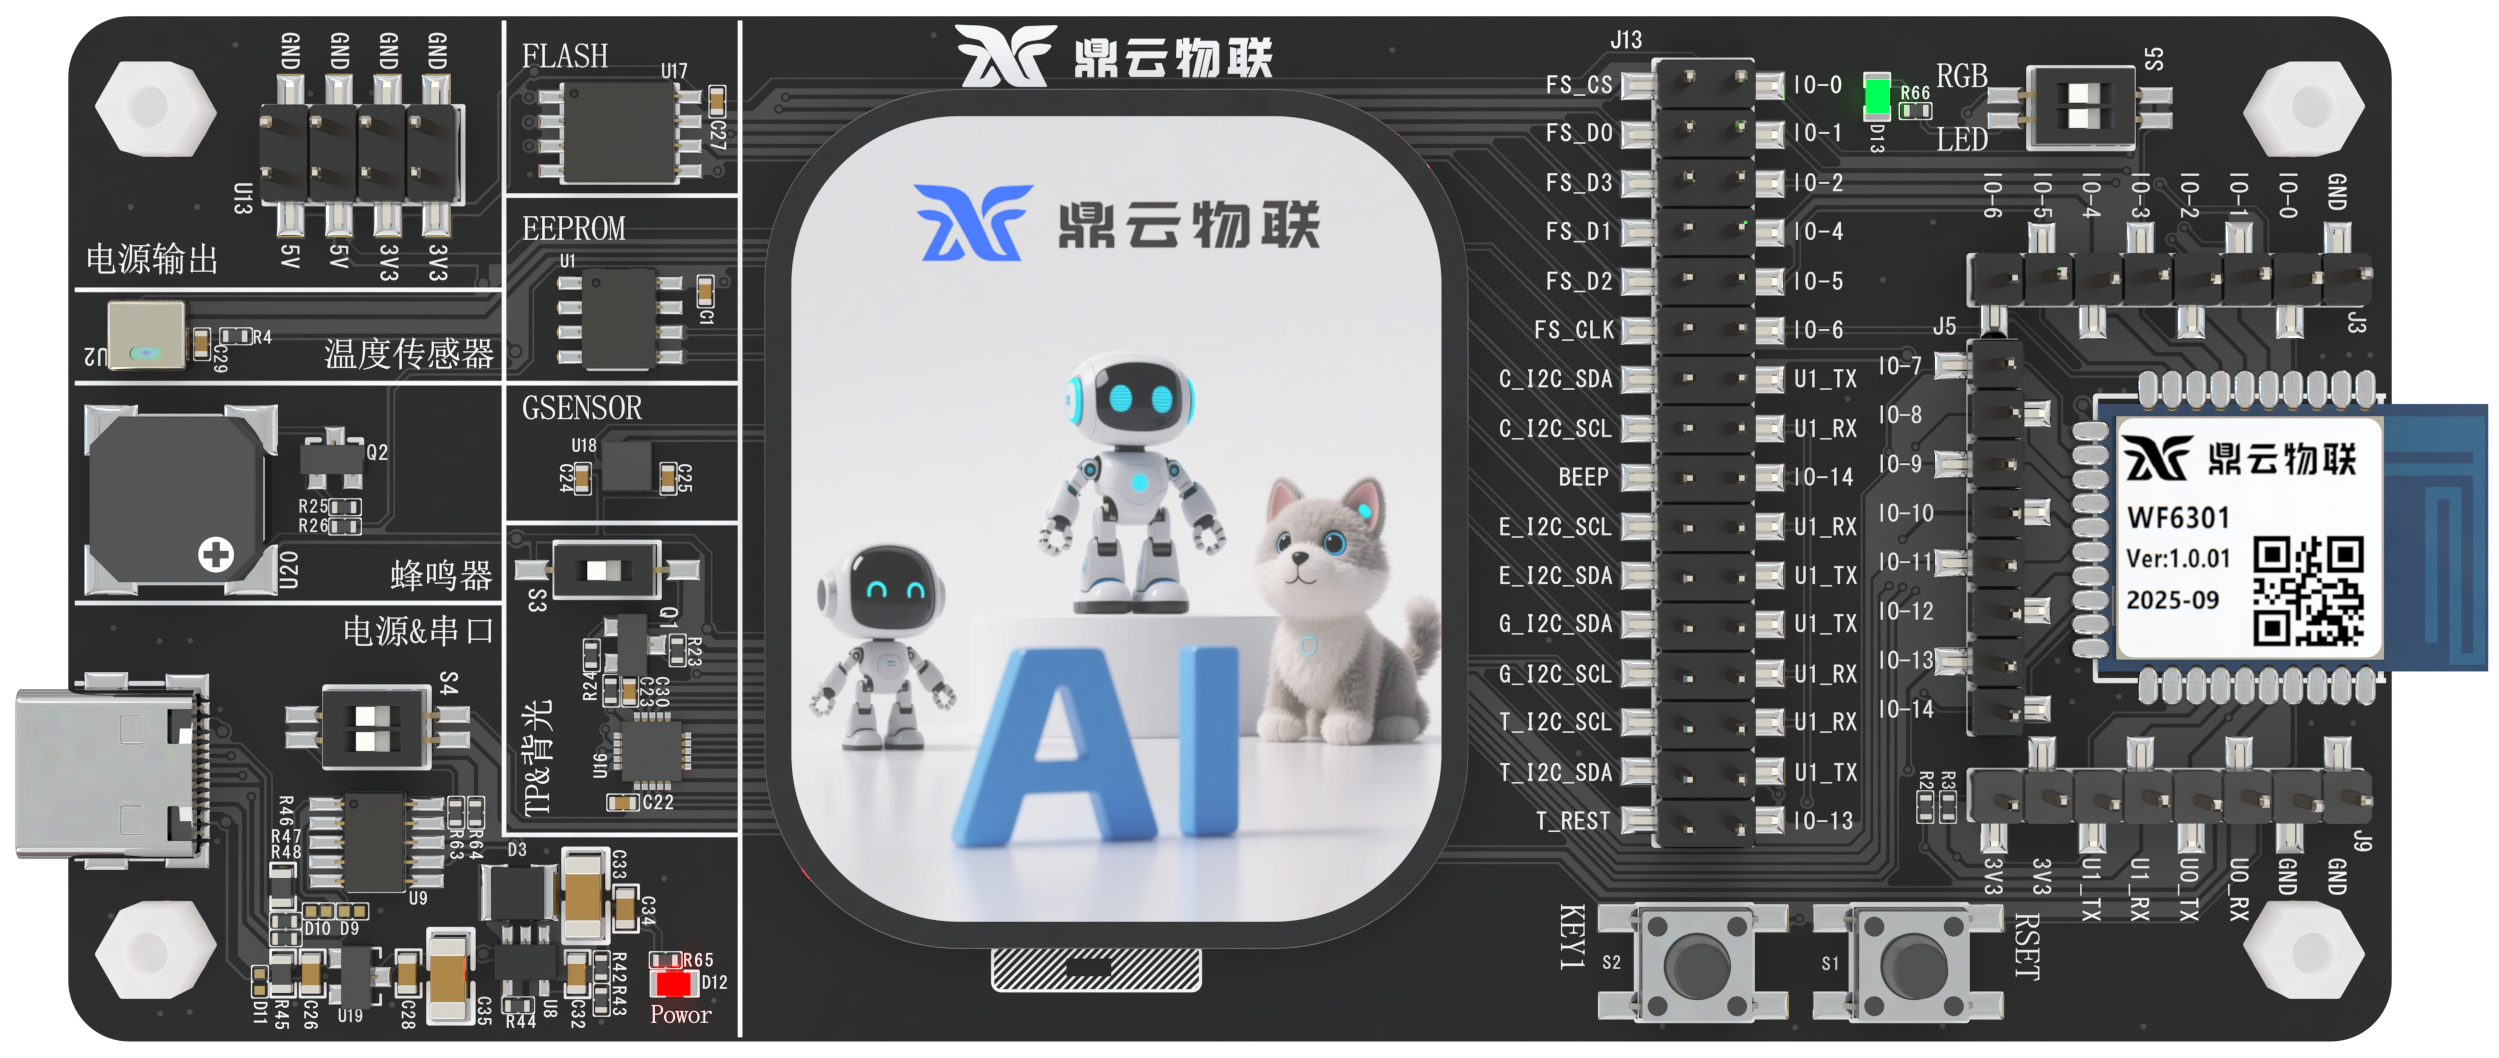 GND GND GND GND
U13
5V 5V 3V3 3V3
电源输出
U2
C29
R4
温度传感器
Q2
R25
R26
U20
蜂鸣器
电源&串口
S4
R46
R47
R48
R63
R64
U9
D10 D9
D3
C33
C34
D11
R45
C26
U19
C28
C35
R44
U8
C32
R42
R43
R65
D12
Powor
FLASH
U17
C27
EEPROM
U1
C1
GSENSOR
U18
C24
C25
S3
Q1
R23
R24
C23
C30
U16
C22
TP&背光
鼎云物联
鼎云物联
AI
J13
FS_CS IO-0
FS_D0 IO-1
FS_D3 IO-2
FS_D1 IO-4
FS_D2 IO-5
FS_CLK IO-6
C_I2C_SDA U1_TX
C_I2C_SCL U1_RX
BEEP IO-14
E_I2C_SCL U1_RX
E_I2C_SDA U1_TX
G_I2C_SDA U1_TX
G_I2C_SCL U1_RX
T_I2C_SCL U1_RX
T_I2C_SDA U1_TX
T_REST IO-13
D13
R66
RGB
LED
S5
IO-6 IO-5 IO-4 IO-3 IO-2 IO-1 IO-0 GND
J3
J5
IO-7
IO-8
IO-9
IO-10
IO-11
IO-12
IO-13
IO-14
鼎云物联
WF6301
Ver:1.0.01
2025-09
R2
R3
J9
3V3 3V3 U1_TX U1_RX U0_TX U0_RX GND GND
KEY1
S2
S1
RSET